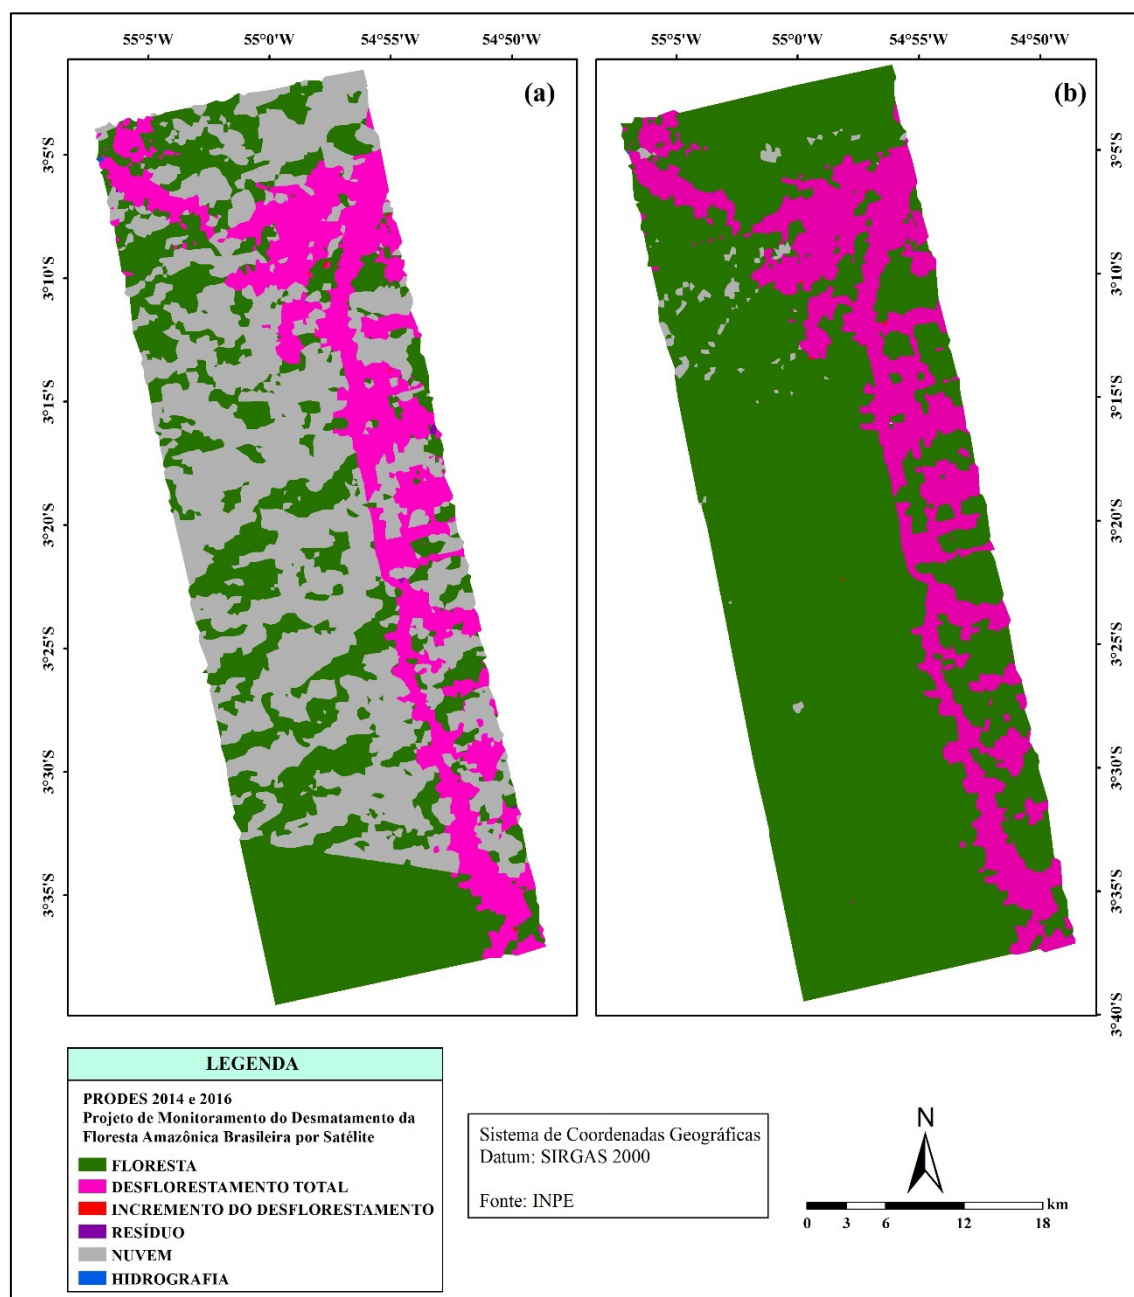 55°5'W 55°0'W 54°55'W 54°50'W
55°5'W 55°0'W 54°55'W 54°50'W
(a)
(b)
3°5'S
3°10'S
3°15'S
3°20'S
3°25'S
3°30'S
3°35'S
3°5'S
3°10'S
3°15'S
3°20'S
3°25'S
3°30'S
3°35'S
3°40'S
LEGENDA
PRODES 2014 e 2016
Projeto de Monitoramento do Desmatamento da
Floresta Amazônica Brasileira por Satélite
FLORESTA
DESFLORESTAMENTO TOTAL
INCREMENTO DO DESFLORESTAMENTO
RESÍDUO
NUVEM
HIDROGRAFIA
Sistema de Coordenadas Geográficas
Datum: SIRGAS 2000
Fonte: INPE
N
km
0 3 6 12 18